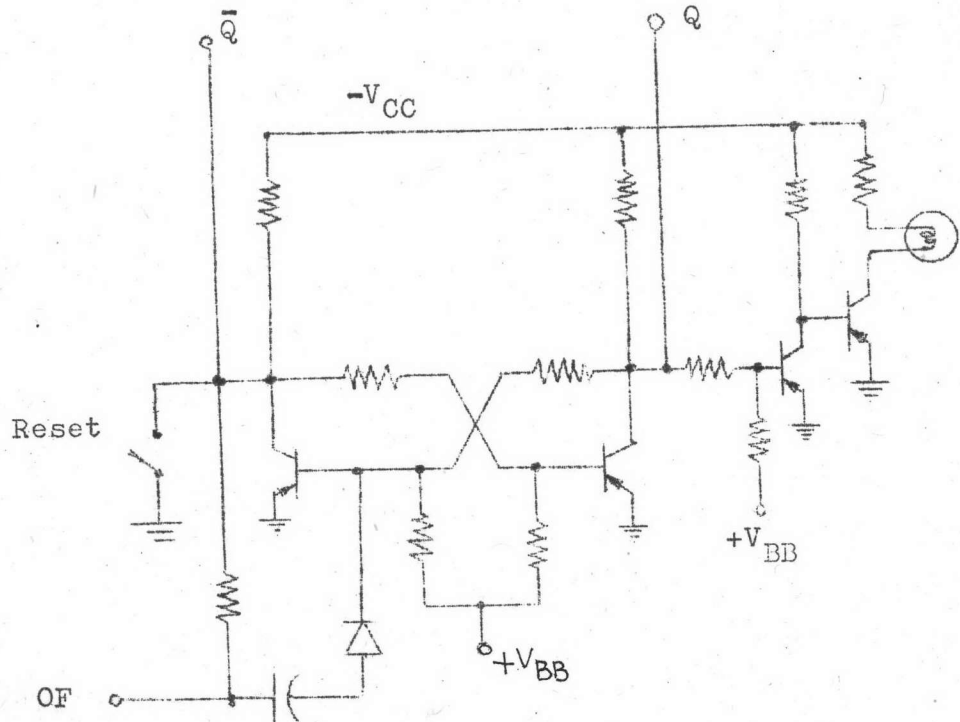 Q̄
Q
-V_CC
Reset
+V_BB
+V_BB
OF